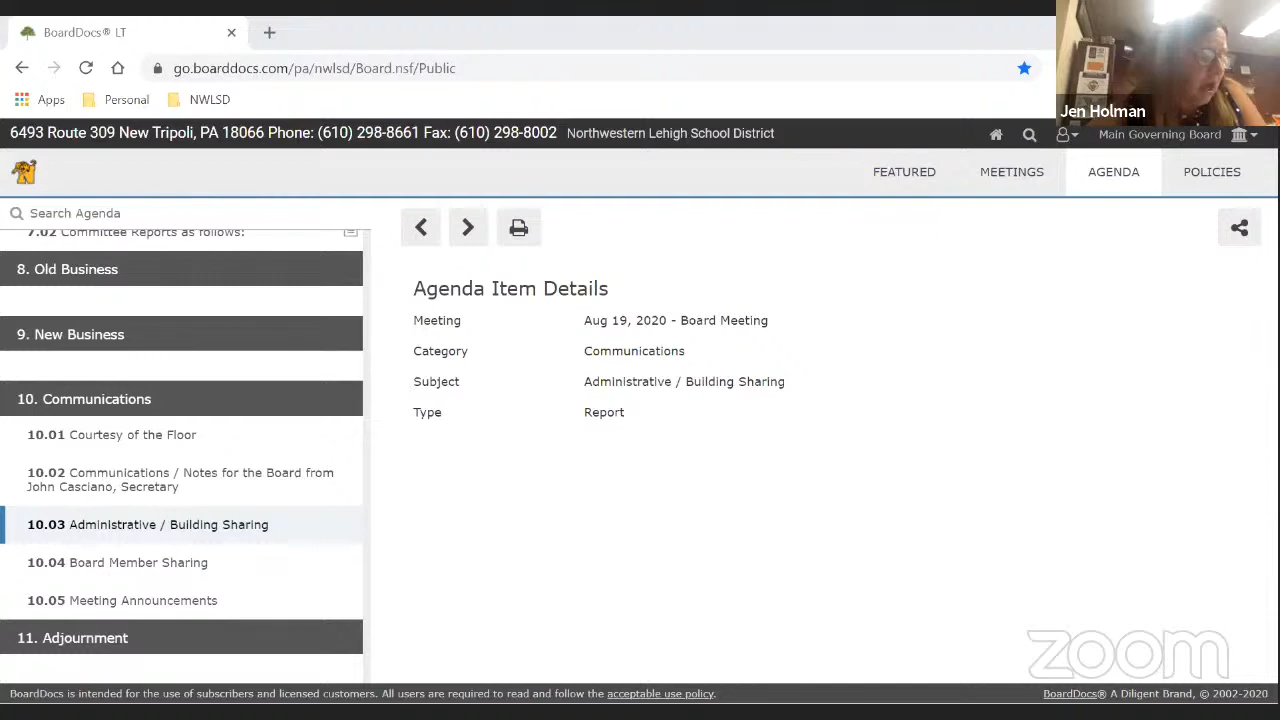 BoardDocs® LT
go.boarddocs.com/pa/nwlsd/Board.nsf/Public
Apps Personal NWLSD
Jen Holman
6493 Route 309 New Tripoli, PA 18066 Phone: (610) 298-8661 Fax: (610) 298-8002 Northwestern Lehigh School District Main Governing Board
FEATURED MEETINGS AGENDA POLICIES
Search Agenda
7.02 Committee Reports as follows:
8. Old Business
9. New Business
10. Communications
10.01 Courtesy of the Floor
10.02 Communications / Notes for the Board from
John Casciano, Secretary
10.03 Administrative / Building Sharing
10.04 Board Member Sharing
10.05 Meeting Announcements
11. Adjournment
Agenda Item Details
Meeting Aug 19, 2020 - Board Meeting
Category Communications
Subject Administrative / Building Sharing
Type Report
zoom
BoardDocs is intended for the use of subscribers and licensed customers. All users are required to read and follow the acceptable use policy. BoardDocs® A Diligent Brand, © 2002-2020